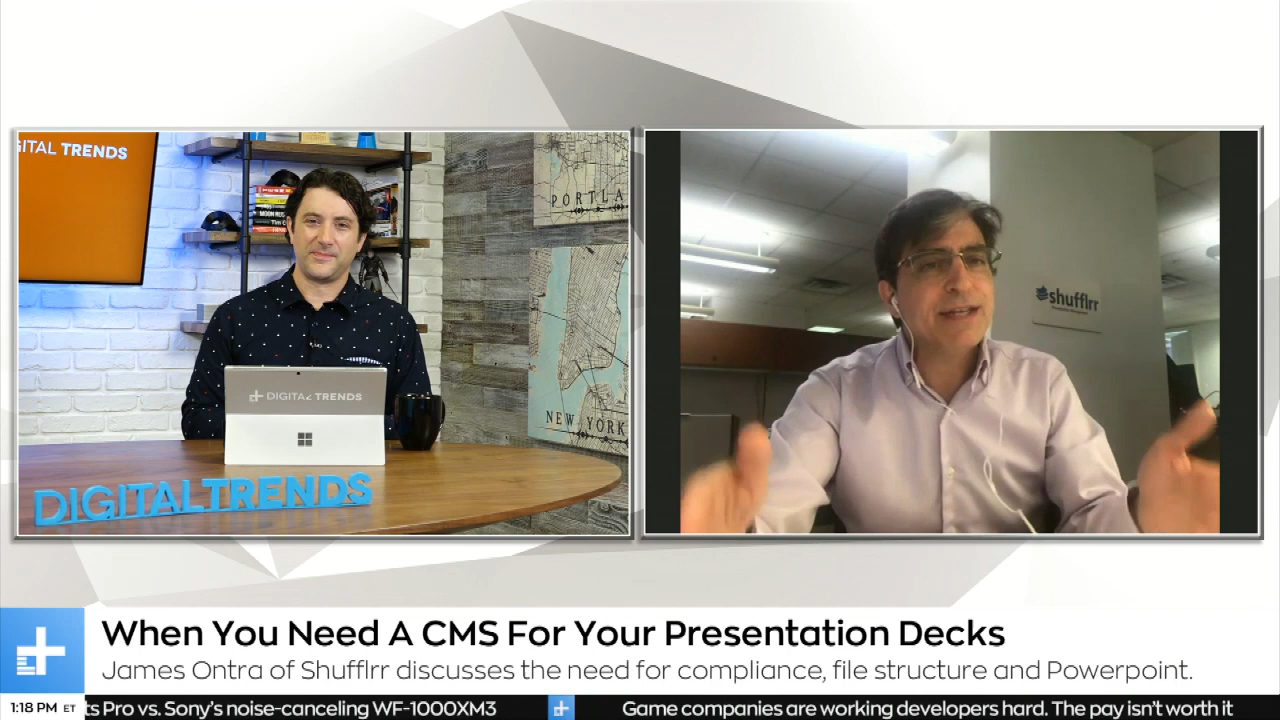 ITAL TRENDS
MOON RUSH
PORTLA
NEW YORK
DIGITAL TRENDS
DIGITALTRENDS
shufflrr
When You Need A CMS For Your Presentation Decks
James Ontra of Shufflrr discusses the need for compliance, file structure and Powerpoint.
1:18 PM ET
ts Pro vs. Sony's noise-canceling WF-1000XM3
Game companies are working developers hard. The pay isn't worth it